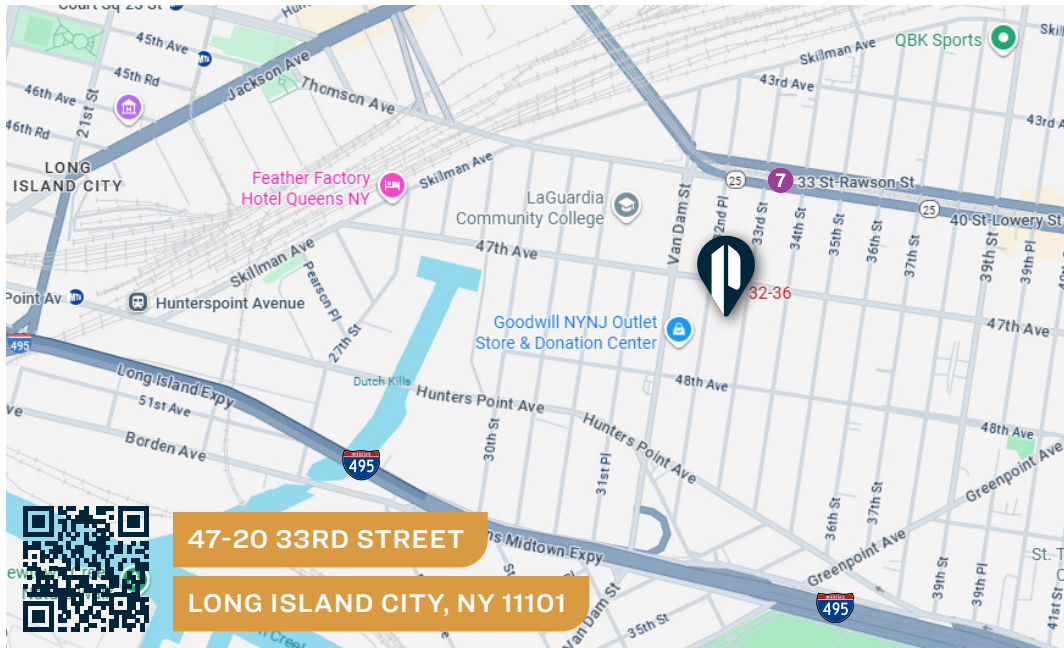 Court Sq-23 St
45th Ave
45th Rd
46th Ave
46th Rd
21st St
Jackson Ave
Thomson Ave
Skillman Ave
QBK Sports
43rd Ave
LONG
ISLAND CITY
Feather Factory
Hotel Queens NY
Skillman Ave
LaGuardia
Community College
25
7
33 St-Rawson St
25
40 St-Lowery St
Van Dam St
32nd Pl
33rd St
34th St
35th St
36th St
37th St
39th St
39th Pl
47th Ave
Skillman Ave
Pearson Pl
27th St
Point Av
Hunterspoint Avenue
32-36
47th Ave
Goodwill NYNJ Outlet
Store & Donation Center
495
Long Island Expy
51st Ave
Borden Ave
Dutch Kills
Hunters Point Ave
48th Ave
Hunters Point Ave
48th Ave
30th St
31st Pl
36th St
37th St
Greenpoint Ave
495
47-20 33RD STREET
LONG ISLAND CITY, NY 11101
Midtown Expy
Van Dam St
35th St
Greenpoint Ave
495
39th St
39th Pl
41st St
St.
Creek